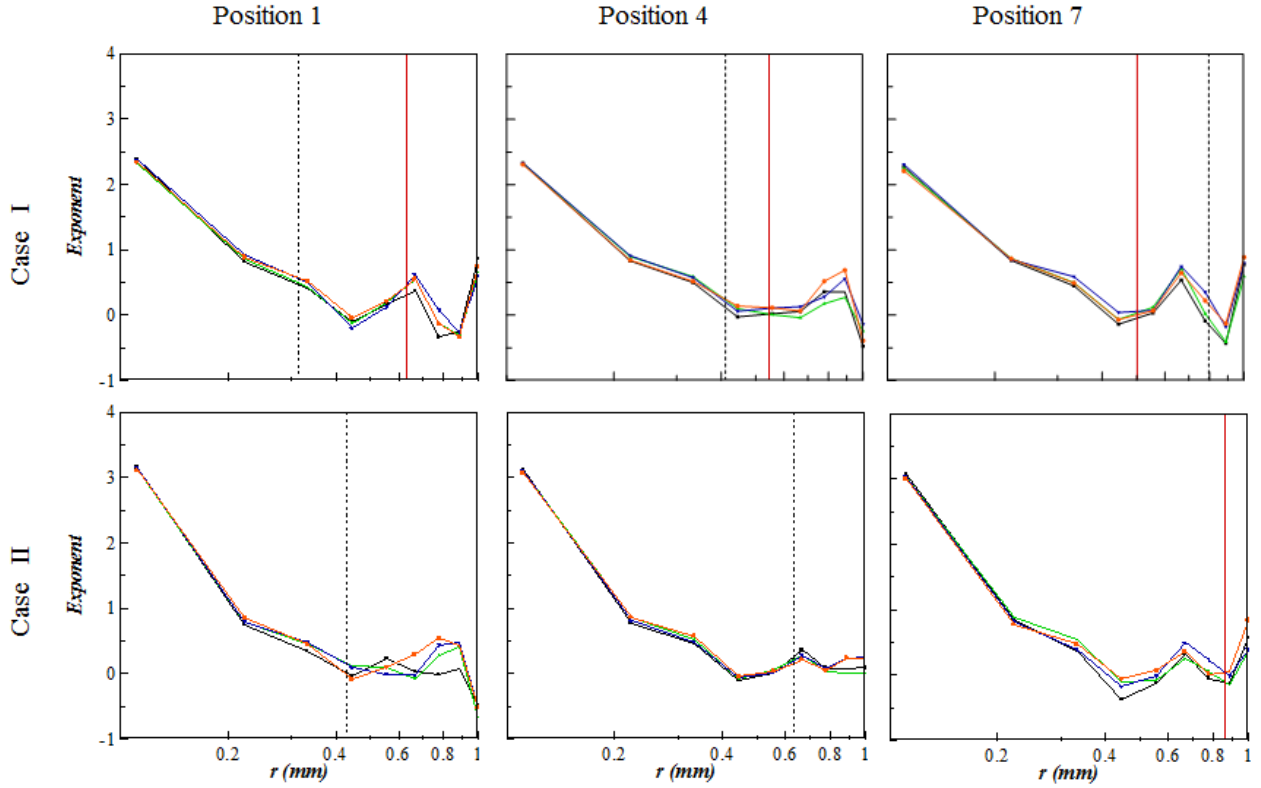 Position 1 Position 4 Position 7
Case I
Exponent
4
3
2
1
0
-1
Case II
Exponent
4
3
2
1
0
-1
0.2 0.4 0.6 0.8 1 0.2 0.4 0.6 0.8 1 0.2 0.4 0.6 0.8 1
r (mm) r (mm) r (mm)